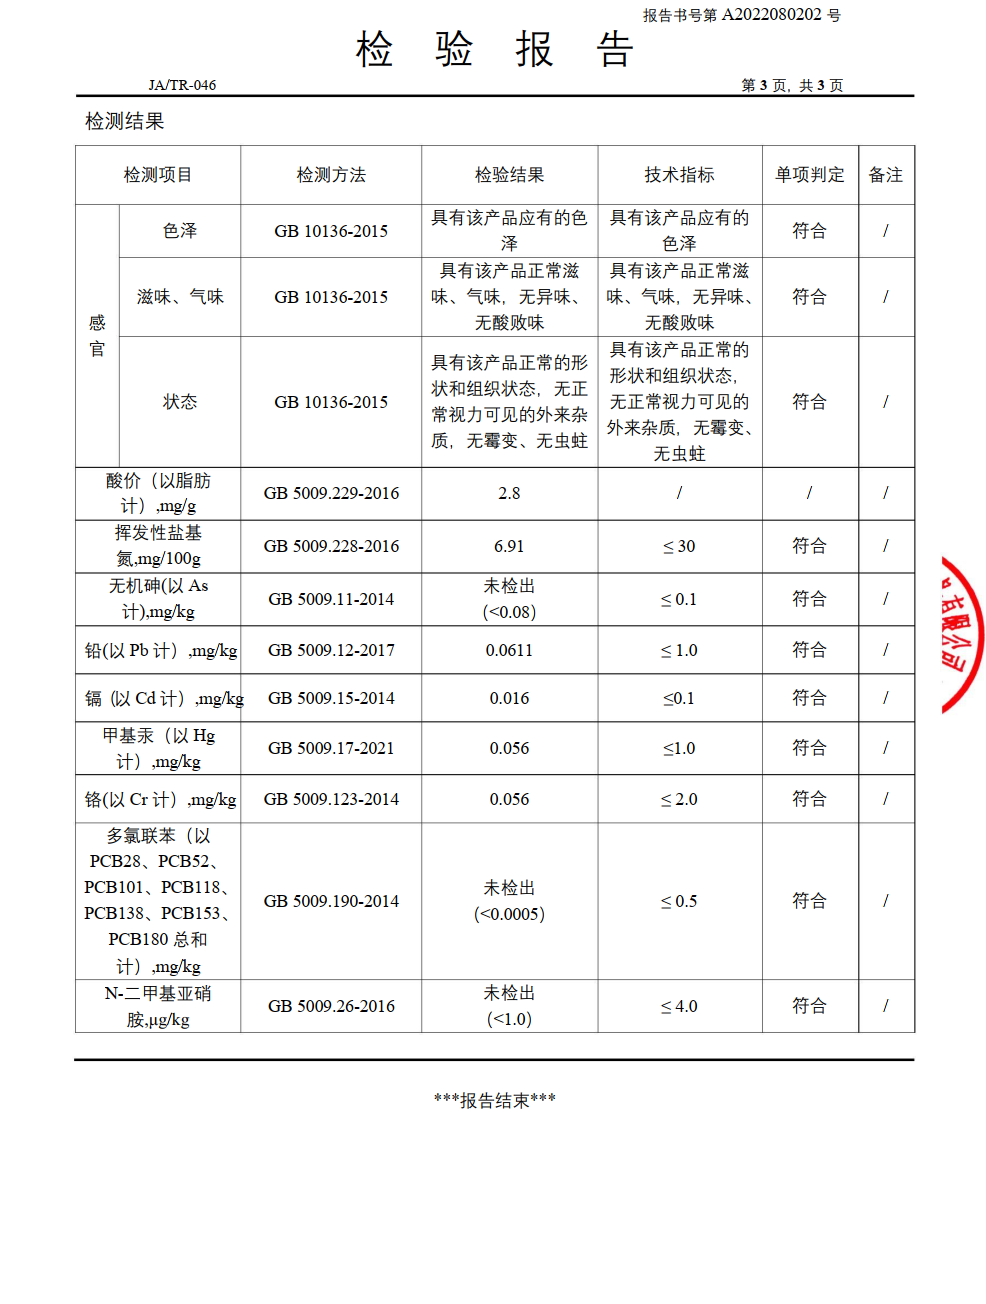 报告书号第 A2022080202 号
检 验 报 告
JA/TR-046
第 3 页, 共 3 页
检测结果
检测项目 检测方法 检验结果 技术指标 单项判定 备注
感官
色泽 GB 10136-2015 具有该产品应有的色泽 具有该产品应有的色泽 符合 /
滋味、气味 GB 10136-2015 具有该产品正常滋味、气味, 无异味、无酸败味 具有该产品正常滋味、气味, 无异味、无酸败味 符合 /
状态 GB 10136-2015 具有该产品正常的形状和组织状态, 无正常视力可见的外来杂质, 无霉变、无虫蛀 具有该产品正常的形状和组织状态, 无正常视力可见的外来杂质, 无霉变、无虫蛀 符合 /
酸价（以脂肪计）,mg/g GB 5009.229-2016 2.8 / / /
挥发性盐基氮,mg/100g GB 5009.228-2016 6.91 ≤ 30 符合 /
无机砷(以 As 计),mg/kg GB 5009.11-2014 未检出（<0.08） ≤ 0.1 符合 /
铅(以 Pb 计）,mg/kg GB 5009.12-2017 0.0611 ≤ 1.0 符合 /
镉（以 Cd 计）,mg/kg GB 5009.15-2014 0.016 ≤0.1 符合 /
甲基汞（以 Hg 计）,mg/kg GB 5009.17-2021 0.056 ≤1.0 符合 /
铬(以 Cr 计）,mg/kg GB 5009.123-2014 0.056 ≤ 2.0 符合 /
多氯联苯（以 PCB28、PCB52、PCB101、PCB118、PCB138、PCB153、PCB180 总和计）,mg/kg GB 5009.190-2014 未检出（<0.0005） ≤ 0.5 符合 /
N-二甲基亚硝胺,μg/kg GB 5009.26-2016 未检出（<1.0） ≤ 4.0 符合 /
***报告结束***
有限公司